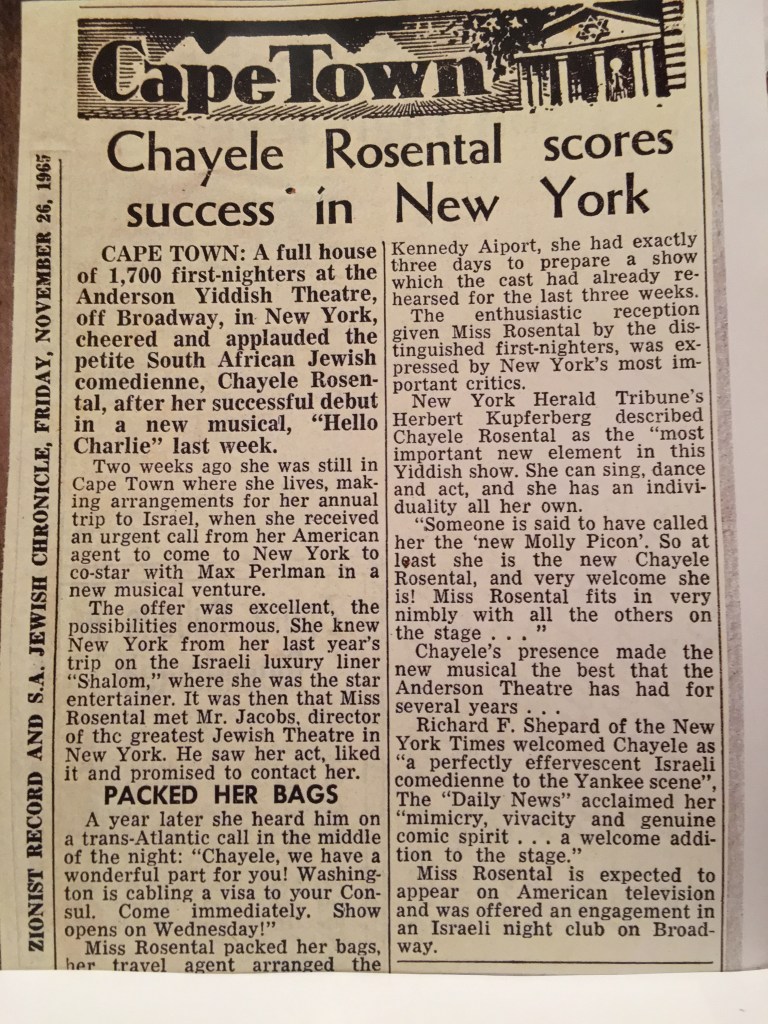 Cape Town
Chayele Rosental scores
success in New York
ZIONIST RECORD AND S.A. JEWISH CHRONICLE, FRIDAY, NOVEMBER 26, 1965
CAPE TOWN: A full house
of 1,700 first-nighters at the
Anderson Yiddish Theatre,
off Broadway, in New York,
cheered and applauded the
petite South African Jewish
comedienne, Chayele Rosen-
tal, after her successful debut
in a new musical, “Hello
Charlie” last week.
Two weeks ago she was still in
Cape Town where she lives, mak-
ing arrangements for her annual
trip to Israel, when she received
an urgent call from her American
agent to come to New York to
co-star with Max Perlman in a
new musical venture.
The offer was excellent, the
possibilities enormous. She knew
New York from her last year's
trip on the Israeli luxury liner
“Shalom,” where she was the star
entertainer. It was then that Miss
Rosental met Mr. Jacobs, director
of the greatest Jewish Theatre in
New York. He saw her act, liked
it and promised to contact her.
PACKED HER BAGS
A year later she heard him on
a trans-Atlantic call in the middle
of the night: “Chayele, we have a
wonderful part for you! Washing-
ton is cabling a visa to your Con-
sul. Come immediately. Show
opens on Wednesday!”
Miss Rosental packed her bags,
her travel agent arranged the
Kennedy Aiport, she had exactly
three days to prepare a show
which the cast had already re-
hearsed for the last three weeks.
The enthusiastic reception
given Miss Rosental by the dis-
tinguished first-nighters, was ex-
pressed by New York's most im-
portant critics.
New York Herald Tribune's
Herbert Kupferberg described
Chayele Rosental as the “most
important new element in this
Yiddish show. She can sing, dance
and act, and she has an indivi-
duality all her own.
“Someone is said to have called
her the ‘new Molly Picon’. So at
least she is the new Chayele
Rosental, and very welcome she
is! Miss Rosental fits in very
nimbly with all the others on
the stage . . . ”
Chayele's presence made the
new musical the best that the
Anderson Theatre has had for
several years . . .
Richard F. Shepard of the New
York Times welcomed Chayele as
“a perfectly effervescent Israeli
comedienne to the Yankee scene”,
The “Daily News” acclaimed her
“mimicry, vivacity and genuine
comic spirit . . . a welcome addi-
tion to the stage.”
Miss Rosental is expected to
appear on American television
and was offered an engagement in
an Israeli night club on Broad-
way.